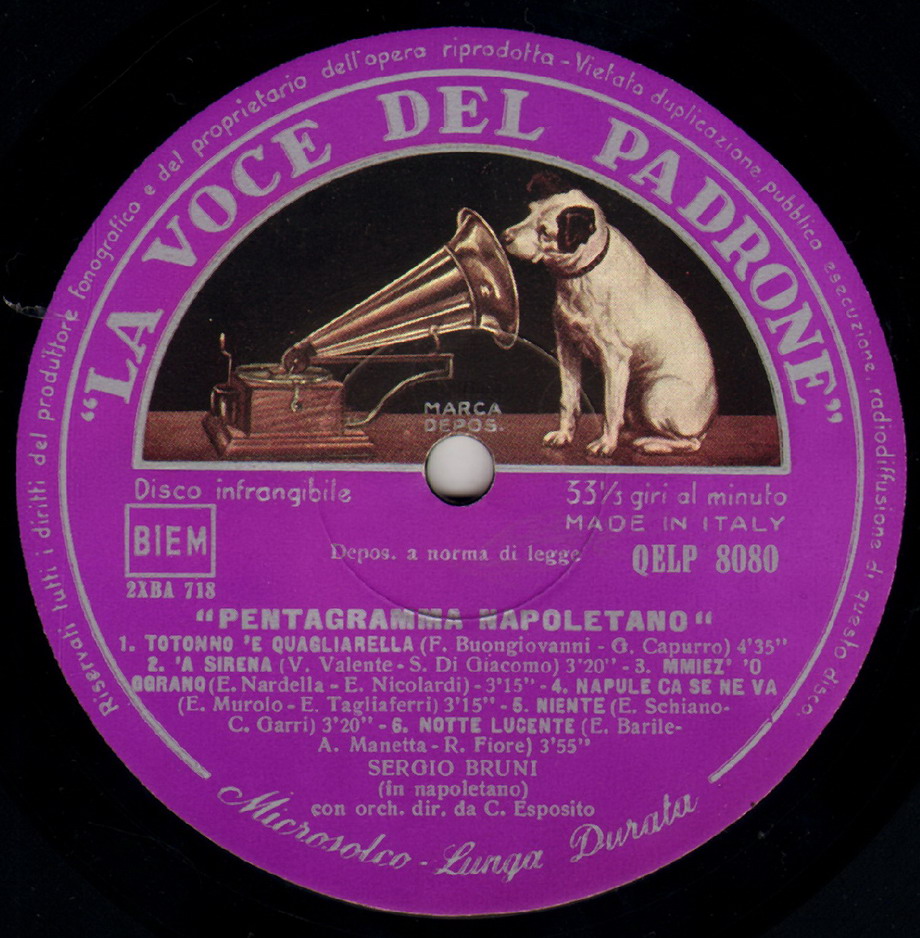 Riservati tutti i diritti del produttore fonografico e del proprietario dell'opera riprodotta - Vietata duplicazione, pubblica esecuzione, radiodiffusione di questo disco.
“LA VOCE DEL PADRONE”
MARCA
DEPOS.
Disco infrangibile
33⅓ giri al minuto
MADE IN ITALY
BIEM
Depos. a norma di legge
QELP 8080
2XBA 718
“PENTAGRAMMA NAPOLETANO“
1. TOTONNO 'E QUAGLIARELLA (F. Buongiovanni - G. Capurro) 4'35”
2. 'A SIRENA (V. Valente - S. Di Giacomo) 3'20” - 3. MMIEZ' 'O
GGRANO (E. Nardella - E. Nicolardi) - 3'15” - 4. NAPULE CA SE NE VA
(E. Murolo - E. Tagliaferri) 3'15” - 5. NIENTE (E. Schiano-
C. Garri) 3'20” - 6. NOTTE LUCENTE (E. Barile-
A. Manetta - R. Fiore) 3'55”
SERGIO BRUNI
(in napoletano)
con orch. dir. da C. Esposito
Microsolco - Lunga Durata